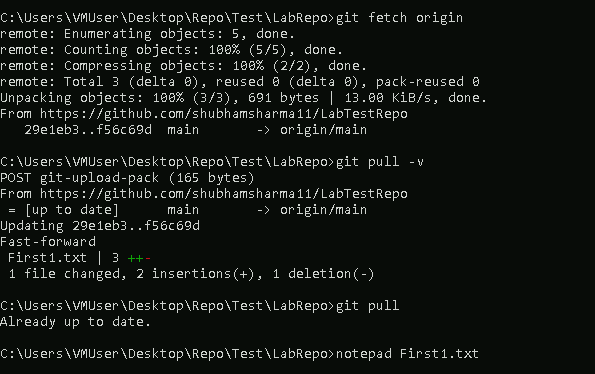 C:\Users\VMUser\Desktop\Repo\Test\LabRepo>git fetch origin
remote: Enumerating objects: 5, done.
remote: Counting objects: 100% (5/5), done.
remote: Compressing objects: 100% (2/2), done.
remote: Total 3 (delta 0), reused 0 (delta 0), pack-reused 0
Unpacking objects: 100% (3/3), 691 bytes | 13.00 KiB/s, done.
From https://github.com/shubhamsharma11/LabTestRepo
   29e1eb3..f56c69d  main       -> origin/main
C:\Users\VMUser\Desktop\Repo\Test\LabRepo>git pull -v
POST git-upload-pack (165 bytes)
From https://github.com/shubhamsharma11/LabTestRepo
 = [up to date]      main       -> origin/main
Updating 29e1eb3..f56c69d
Fast-forward
 First1.txt | 3 ++-
 1 file changed, 2 insertions(+), 1 deletion(-)
C:\Users\VMUser\Desktop\Repo\Test\LabRepo>git pull
Already up to date.
C:\Users\VMUser\Desktop\Repo\Test\LabRepo>notepad First1.txt